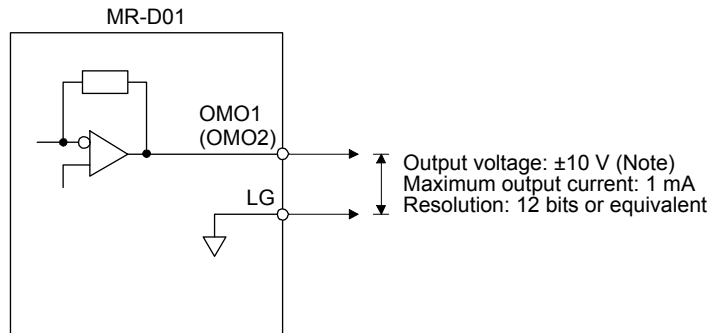 MR-D01
OMO1
(OMO2)
LG
Output voltage: ±10 V (Note)
Maximum output current: 1 mA
Resolution: 12 bits or equivalent